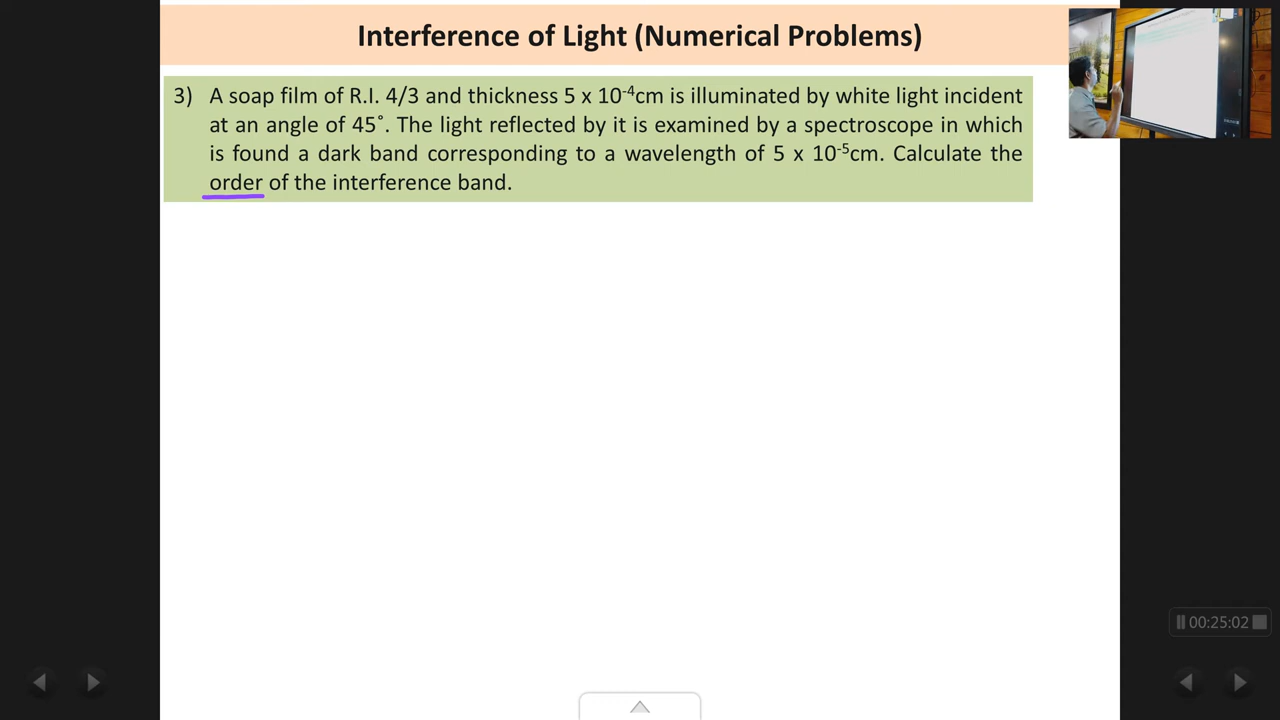 Interference of Light (Numerical Problems)
3) A soap film of R.I. 4/3 and thickness 5 x 10⁻⁴cm is illuminated by white light incident
at an angle of 45˚. The light reflected by it is examined by a spectroscope in which
is found a dark band corresponding to a wavelength of 5 x 10⁻⁵cm. Calculate the
order of the interference band.
00:25:02